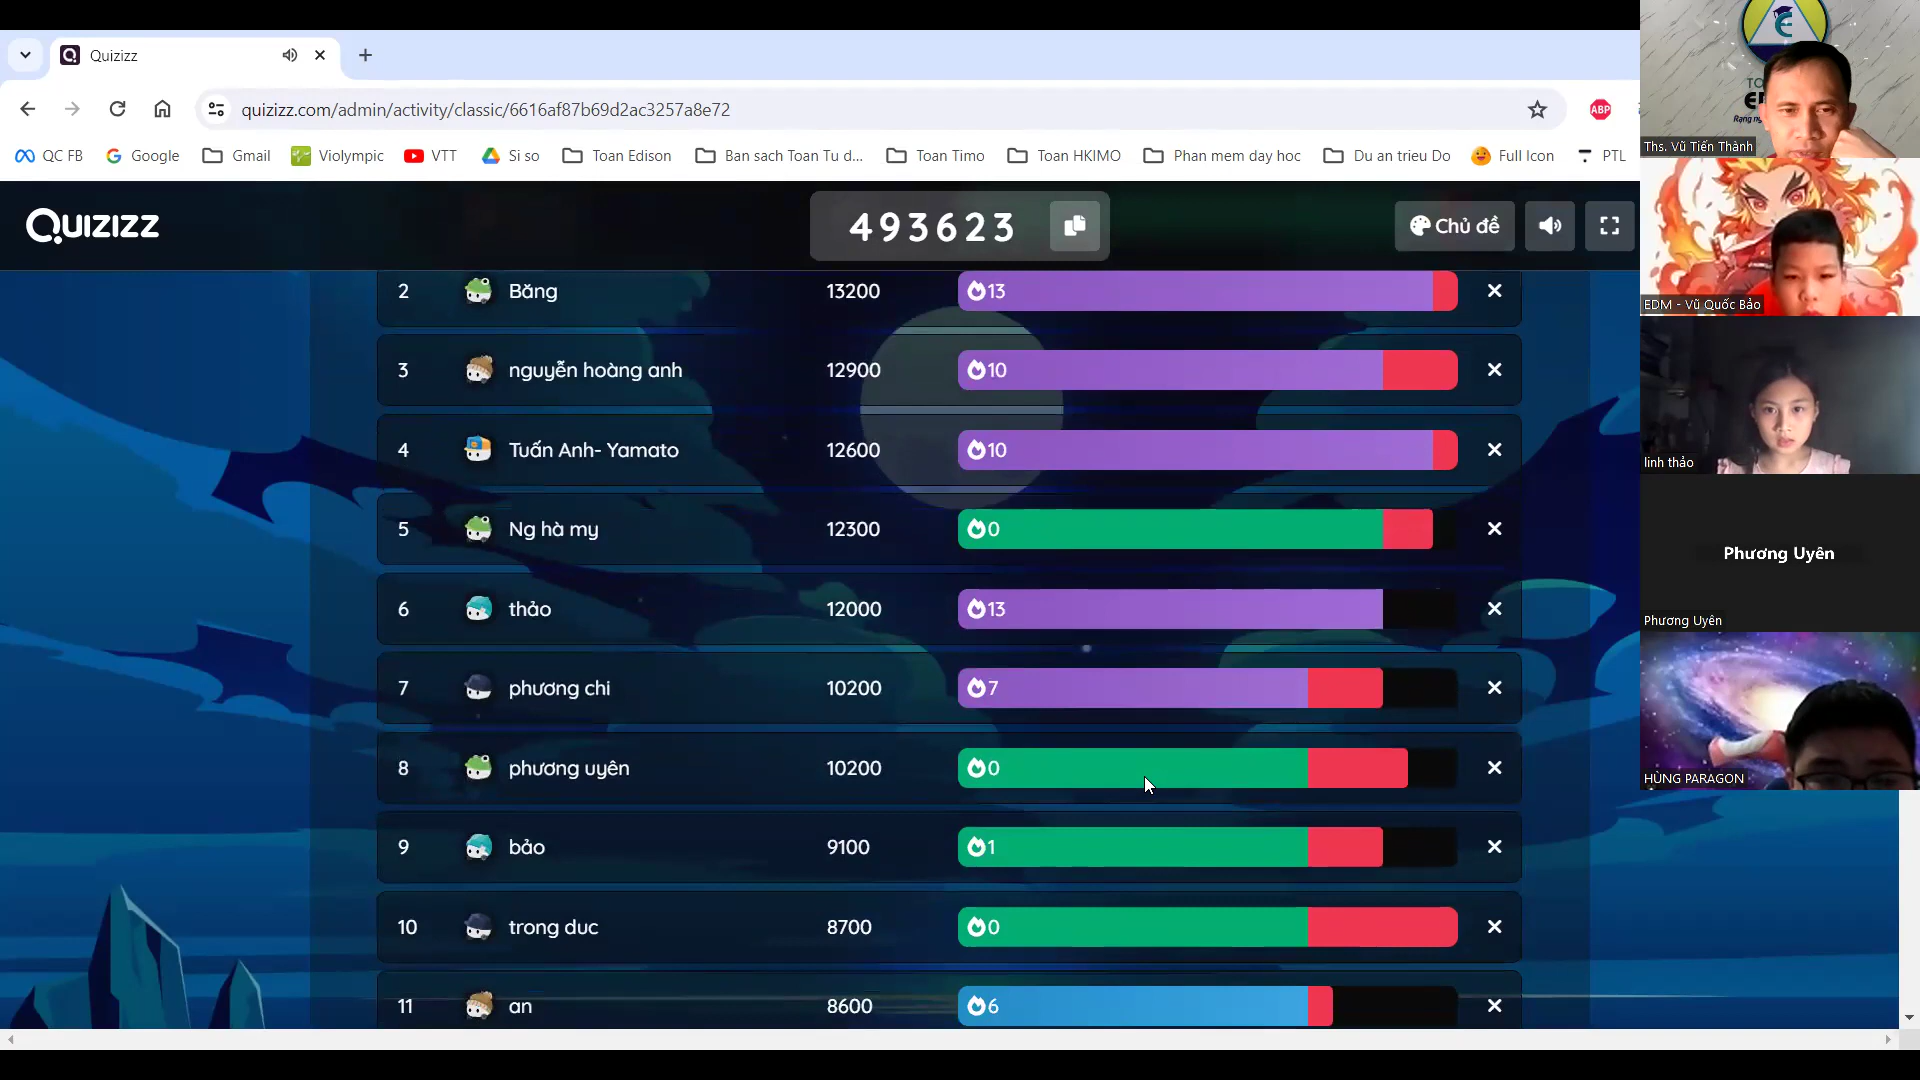 Quizizz
quizizz.com/admin/activity/classic/6616af87b69d2ac3257a8e72
ABP
QC FB
Google
Gmail
Violympic
VTT
Si so
Toan Edison
Ban sach Toan Tu d...
Toan Timo
Toan HKIMO
Phan mem day hoc
Du an trieu Do
Full Icon
PTL
QUIZIZZ
493623
Chủ đề
2 Băng 13200 13
3 nguyễn hoàng anh 12900 10
4 Tuấn Anh- Yamato 12600 10
5 Ng hà my 12300 0
6 thảo 12000 13
7 phương chi 10200 7
8 phương uyên 10200 0
9 bảo 9100 1
10 trong duc 8700 0
11 an 8600 6
Ths. Vũ Tiến Thành
EDM - Vũ Quốc Bảo
linh thảo
Phương Uyên
Phương Uyên
HÙNG PARAGON